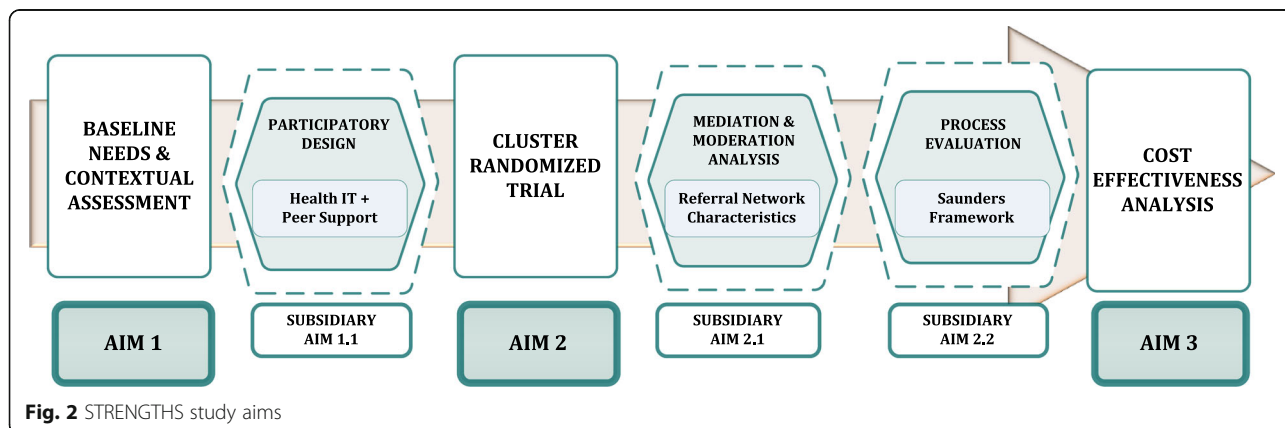 BASELINE
NEEDS &
CONTEXTUAL
ASSESSMENT
AIM 1
PARTICIPATORY
DESIGN
Health IT +
Peer Support
SUBSIDIARY
AIM 1.1
CLUSTER
RANDOMIZED
TRIAL
AIM 2
MEDIATION &
MODERATION
ANALYSIS
Referral Network
Characteristics
SUBSIDIARY
AIM 2.1
PROCESS
EVALUATION
Saunders
Framework
SUBSIDIARY
AIM 2.2
COST
EFFECTIVENESS
ANALYSIS
AIM 3
Fig. 2 STRENGTHS study aims